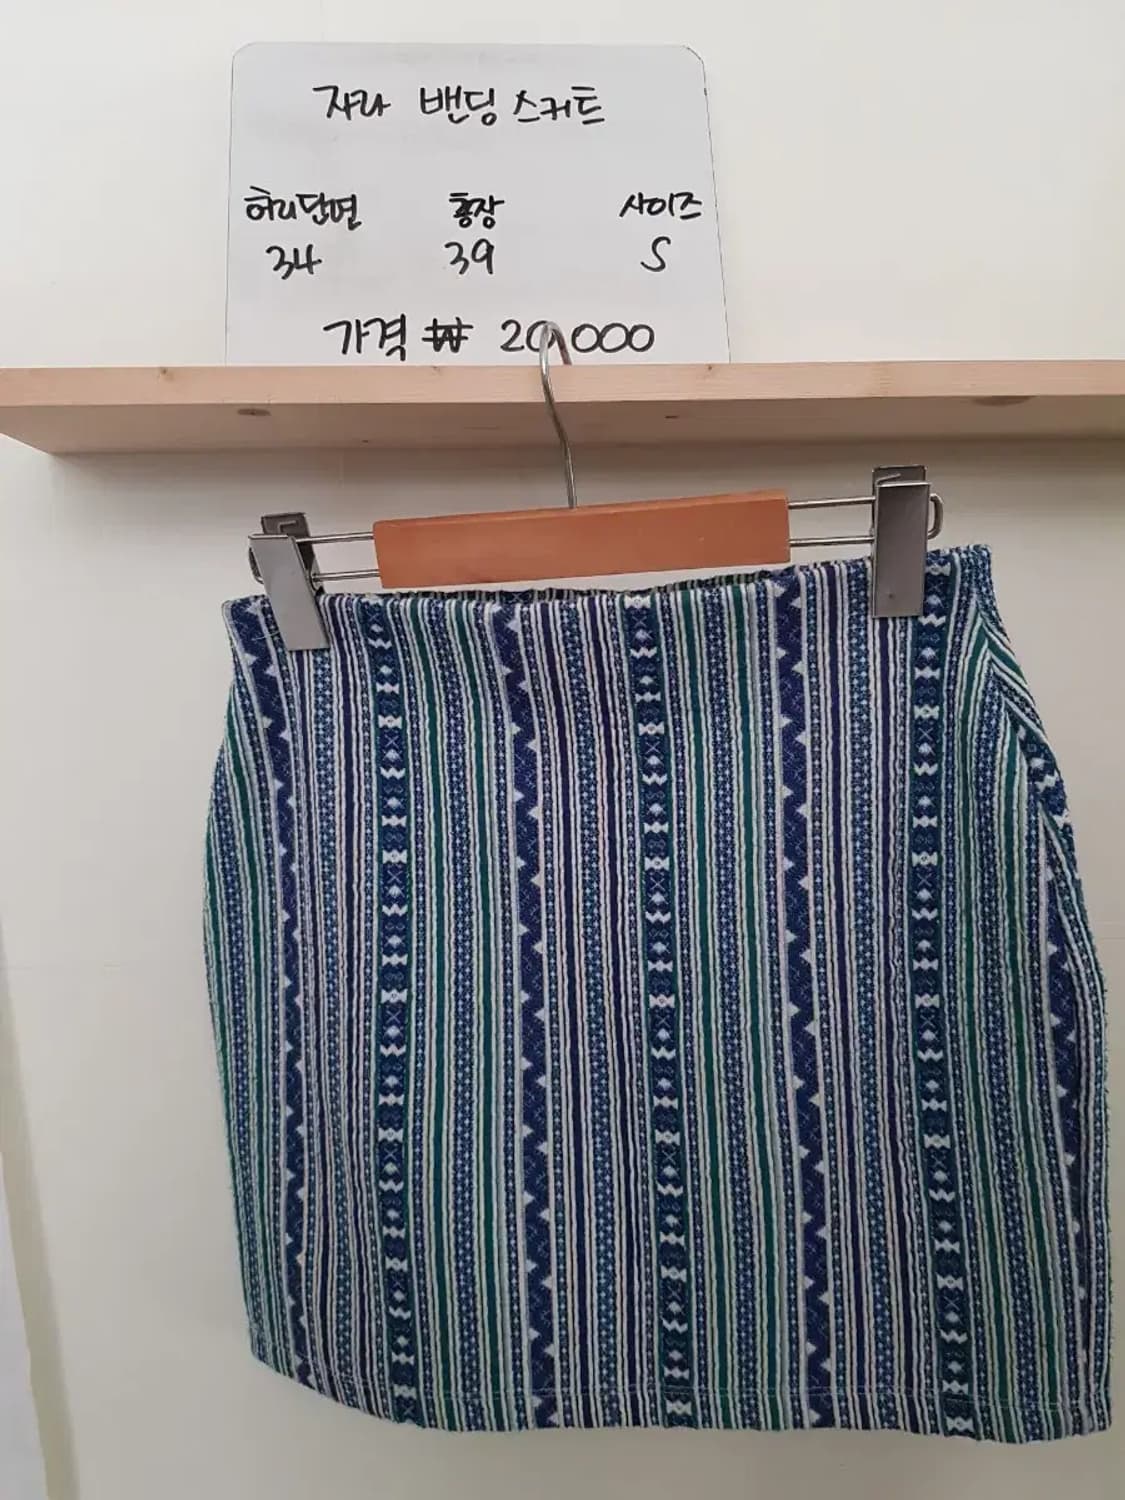 자라 밴딩 스커트
허리단면 총장 사이즈
34 39 S
가격 ₩ 20,000